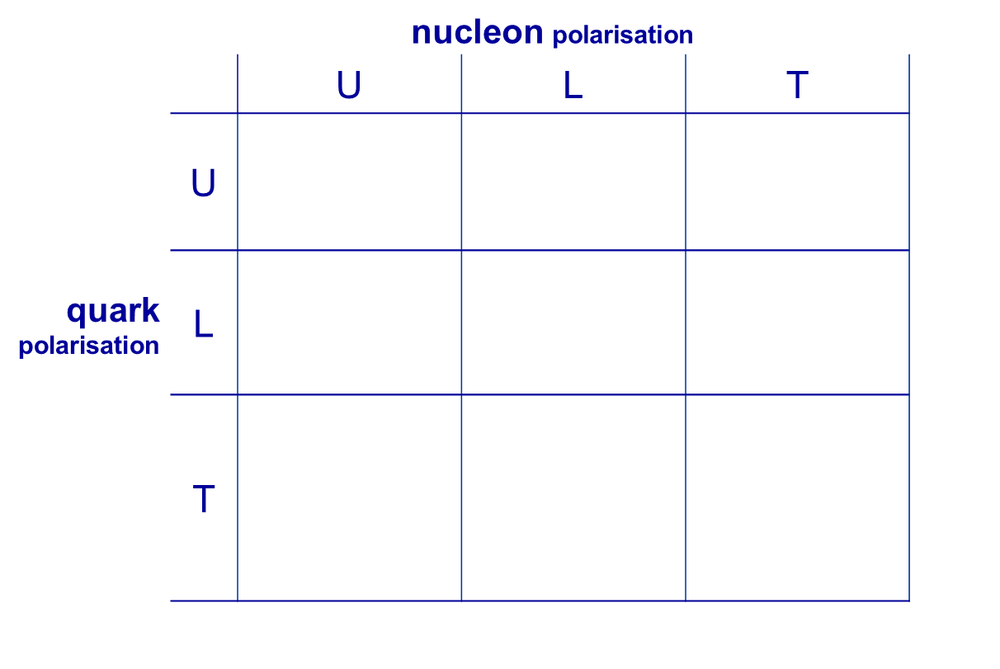 nucleon polarisation
U L T
U
quark
polarisation
L
T